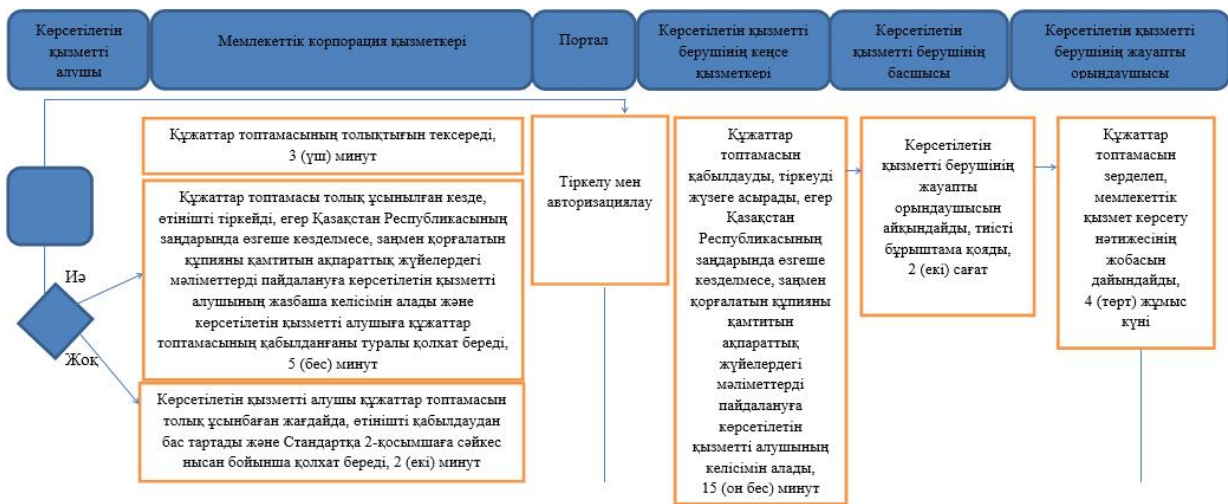 Көрсетілетін
қызметті
алушы
Мемлекеттік корпорация қызметкері
Портал
Көрсетілетін қызметті
берушінің кеңсе
қызметкері
Көрсетілетін
қызметті берушінің
басшысы
Көрсетілетін қызметті
берушінің жауапты
орындаушысы
Құжаттар топтамасының толықтығын тексереді,
3 (үш) минут
Құжаттар топтамасы толық ұсынылған кезде,
өтінішті тіркейді, егер Қазақстан Республикасының
заңдарында өзгеше көзделмесе, заңмен қорғалатын
құпияны қамтитын ақпараттық жүйелердегі
мәліметтерді пайдалануға көрсетілетін қызметті
алушының жазбаша келісімін алады және
көрсетілетін қызметті алушыға құжаттар
топтамасының қабылданғаны туралы қолхат береді,
5 (бес) минут
Иә
Жоқ
Көрсетілетін қызметті алушы құжаттар топтамасын
толық ұсынбаған жағдайда, өтінішті қабылдаудан
бас тартады және Стандартқа 2-қосымшаға сәйкес
нысан бойынша қолхат береді, 2 (екі) минут
Тіркелу мен
авторизациялау
Құжаттар
топтамасын
қабылдауды, тіркеуді
жүзеге асырады, егер
Қазақстан
Республикасының
заңдарында өзгеше
көзделмесе, заңмен
қорғалатын құпияны
қамтитын
ақпараттық
жүйелердегі
мәліметтерді
пайдалануға
көрсетілетін
қызметті алушының
келісімін алады,
15 (он бес) минут
Көрсетілетін
қызметті берушінің
жауапты
орындаушысын
айқындайды, тиісті
бұрыштама қояды,
2 (екі) сағат
Құжаттар
топтамасын
зерделеп,
мемлекеттік
қызмет көрсету
нәтижесінің
жобасын
дайындайды,
4 (төрт) жұмыс
күні